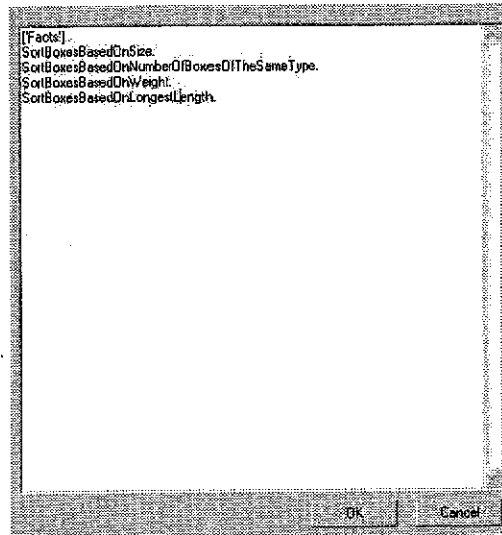 ['Facts'].
SortBoxesBasedOnSize.
SortBoxesBasedOnNumberOfBoxesOfTheSameType.
SortBoxesBasedOnWeight.
SortBoxesBasedOnLongestLength.
OK
Cancel